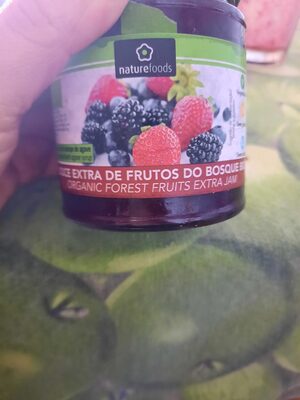 naturefoods
EXTRA DE FRUTOS DO BOSQUE
ORGANIC FOREST FRUITS EXTRA JAM